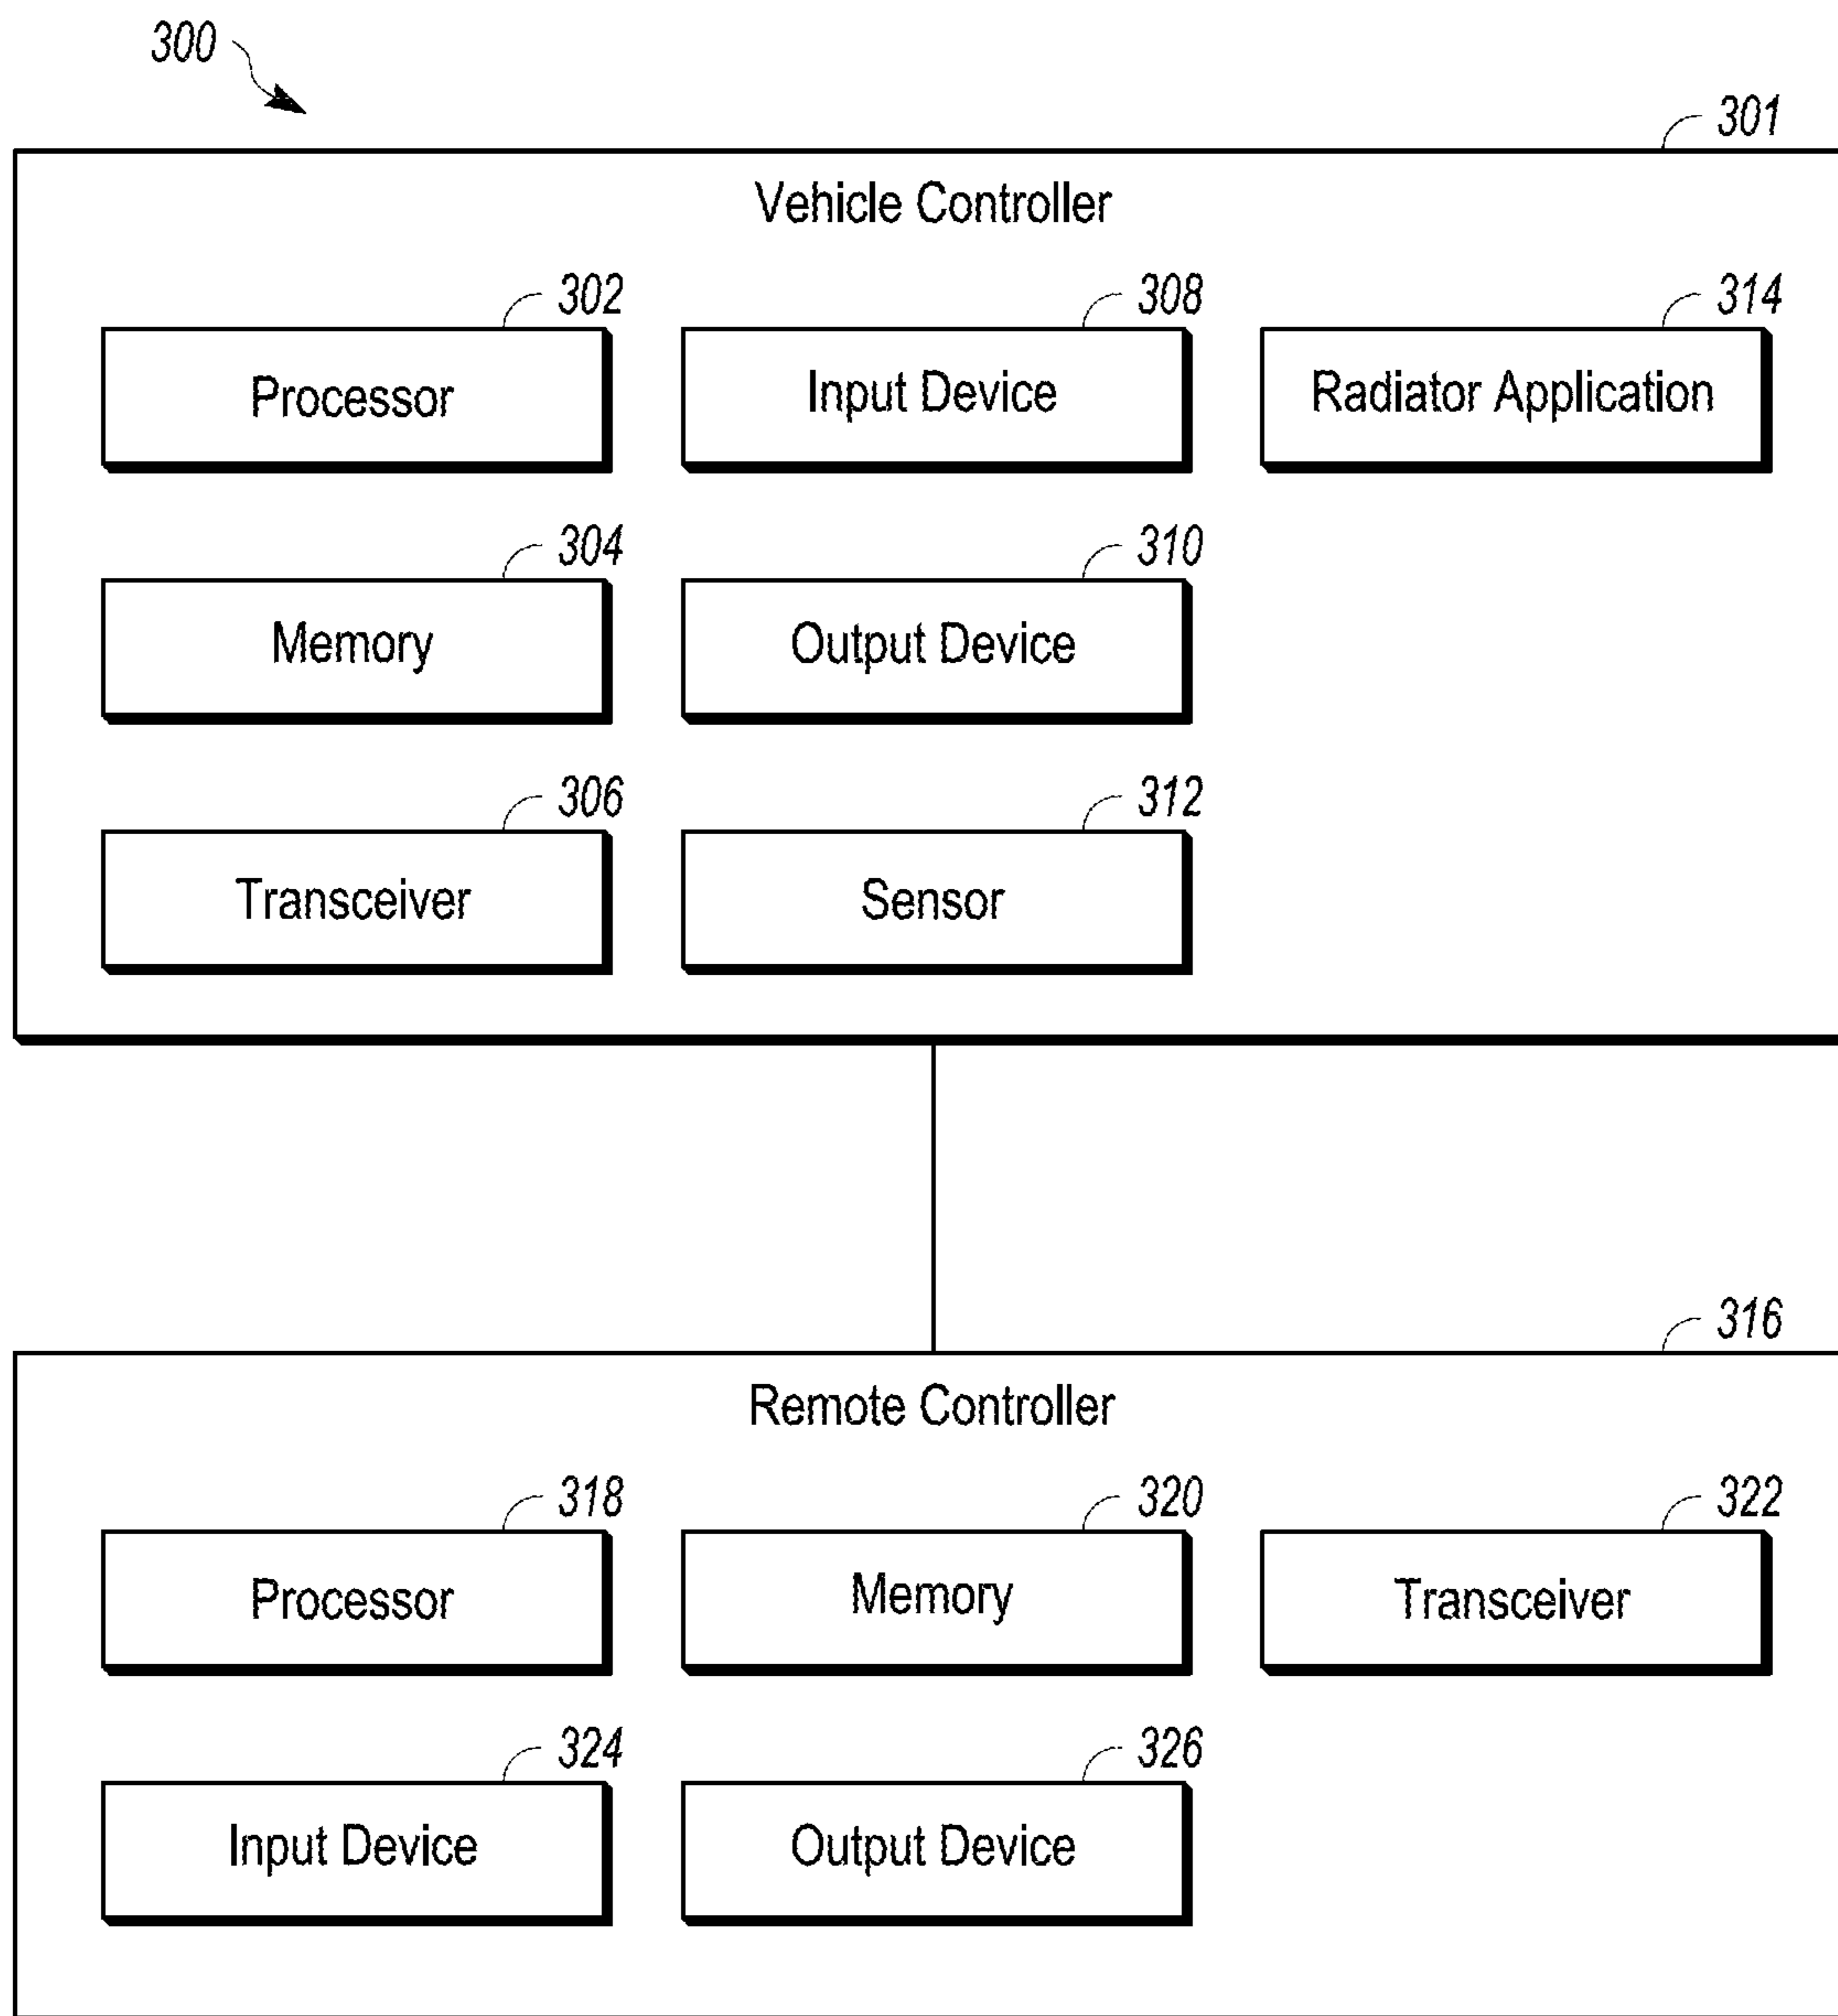 300
301
Vehicle Controller
302
308
314
Processor
Input Device
Radiator Application
304
310
Memory
Output Device
306
312
Transceiver
Sensor
316
Remote Controller
318
320
322
Processor
Memory
Transceiver
324
326
Input Device
Output Device